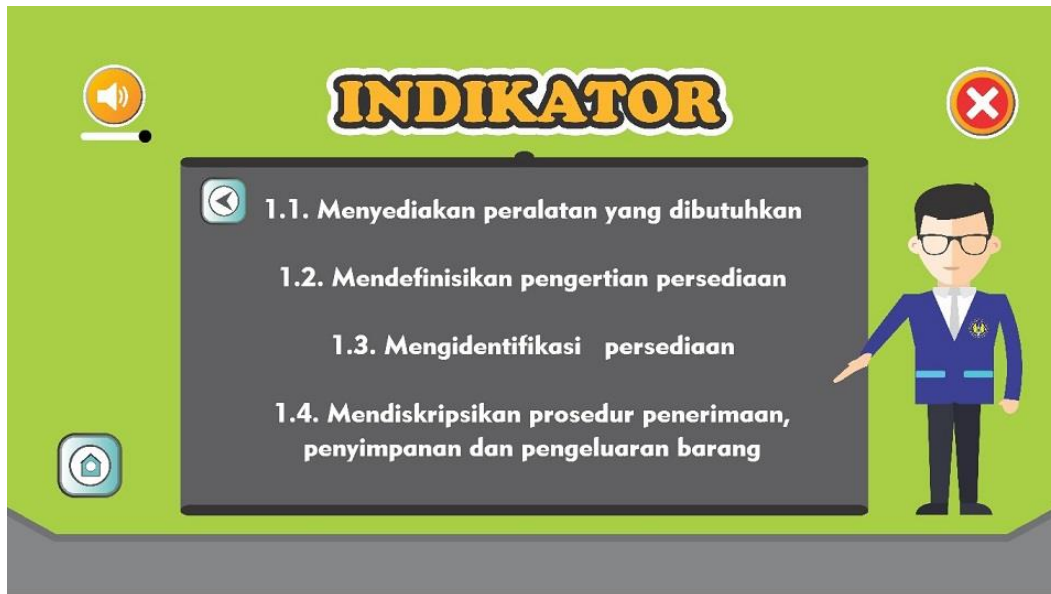 INDIKATOR
1.1. Menyediakan peralatan yang dibutuhkan
1.2. Mendefinisikan pengertian persediaan
1.3. Mengidentifikasi persediaan
1.4. Mendiskripsikan prosedur penerimaan,
penyimpanan dan pengeluaran barang